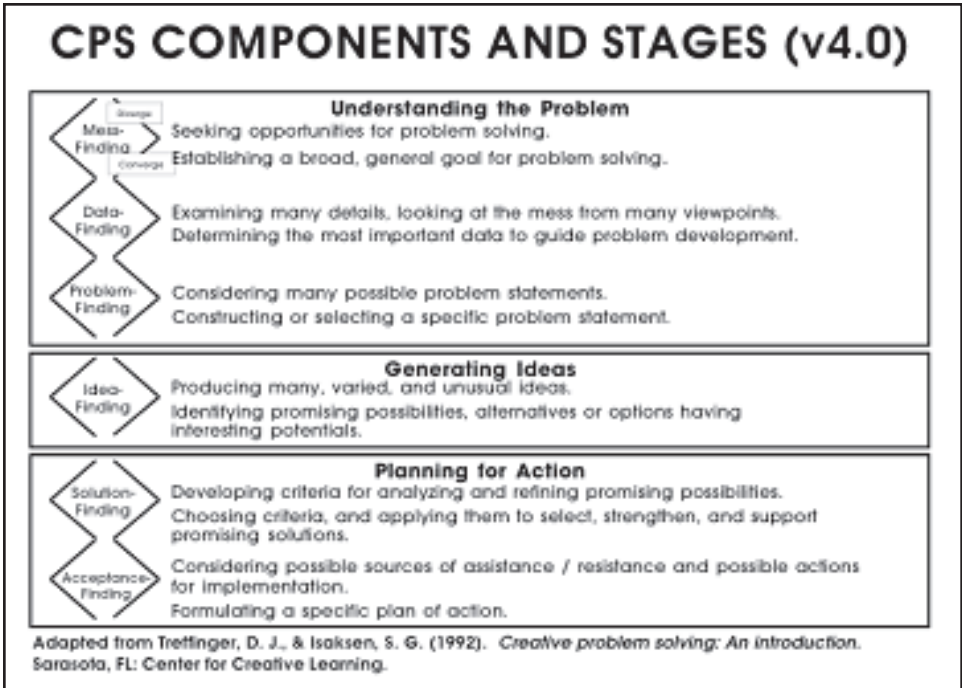 CPS COMPONENTS AND STAGES (v4.0)
Understanding the Problem
Diverge
Mess-
Finding
Converge
Seeking opportunities for problem solving.
Establishing a broad, general goal for problem solving.
Data-
Finding
Examining many details, looking at the mess from many viewpoints.
Determining the most important data to guide problem development.
Problem-
Finding
Considering many possible problem statements.
Constructing or selecting a specific problem statement.
Generating Ideas
Idea-
Finding
Producing many, varied, and unusual ideas.
Identifying promising possibilities, alternatives or options having
interesting potentials.
Planning for Action
Solution-
Finding
Developing criteria for analyzing and refining promising possibilities.
Choosing criteria, and applying them to select, strengthen, and support
promising solutions.
Acceptance-
Finding
Considering possible sources of assistance / resistance and possible actions
for implementation.
Formulating a specific plan of action.
Adapted from Treffinger, D. J., & Isaksen, S. G. (1992). Creative problem solving: An introduction.
Sarasota, FL: Center for Creative Learning.